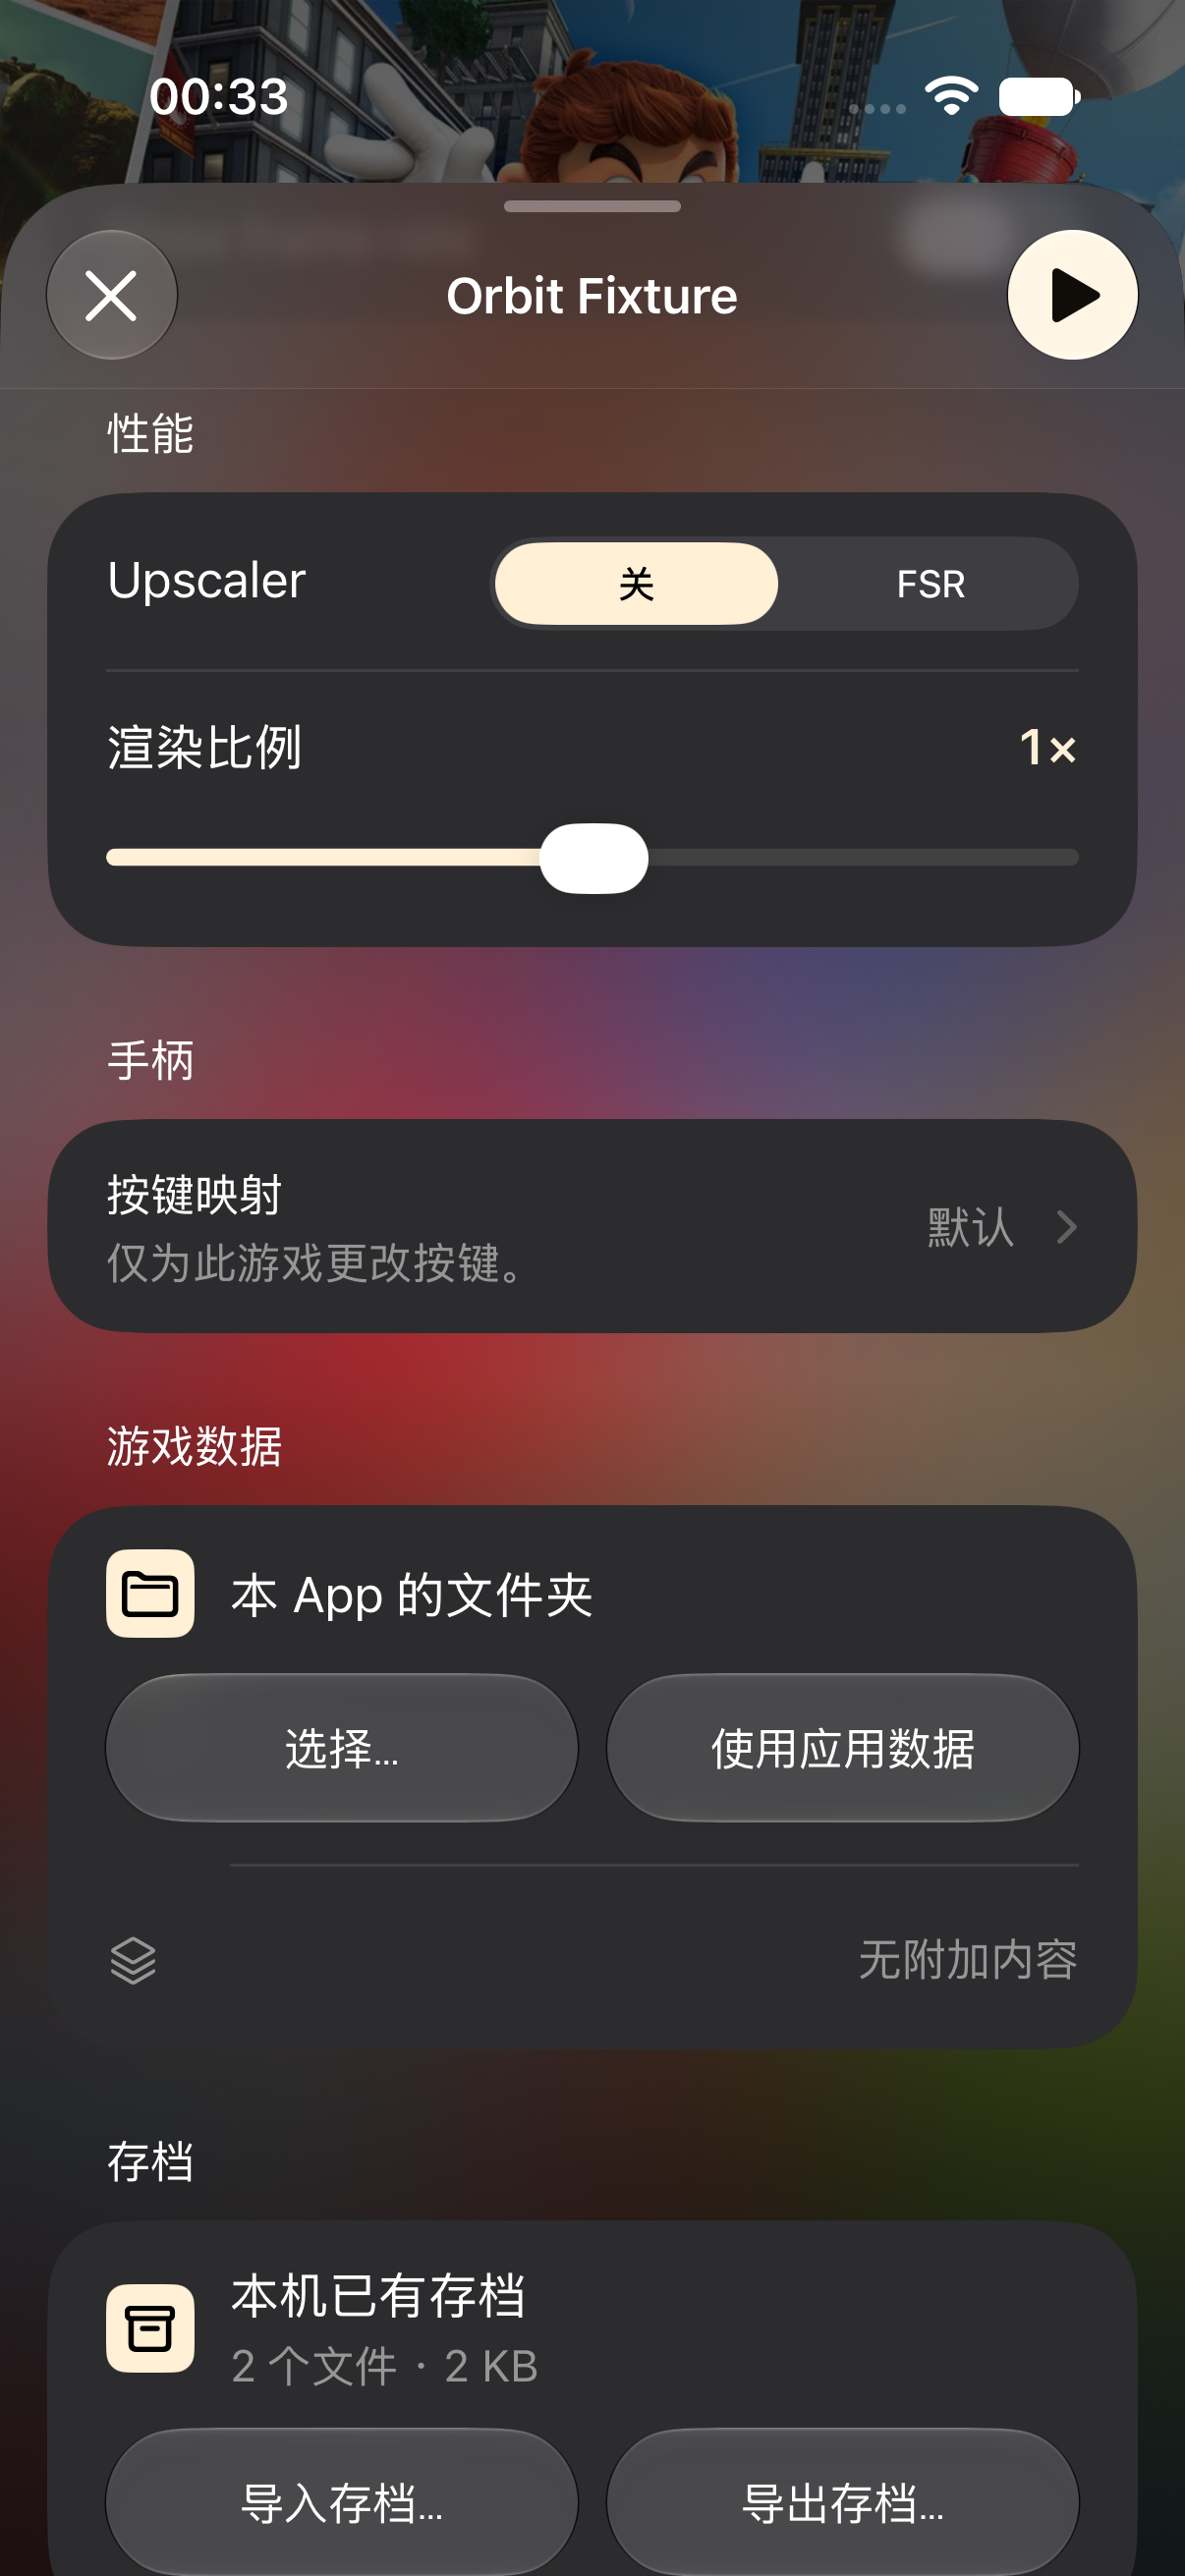 00:33
Orbit Fixture
性能
Upscaler
关
FSR
渲染比例
1×
手柄
按键映射
仅为此游戏更改按键。
默认
游戏数据
本 App 的文件夹
选择...
使用应用数据
无附加内容
存档
本机已有存档
2 个文件 · 2 KB
导入存档...
导出存档...